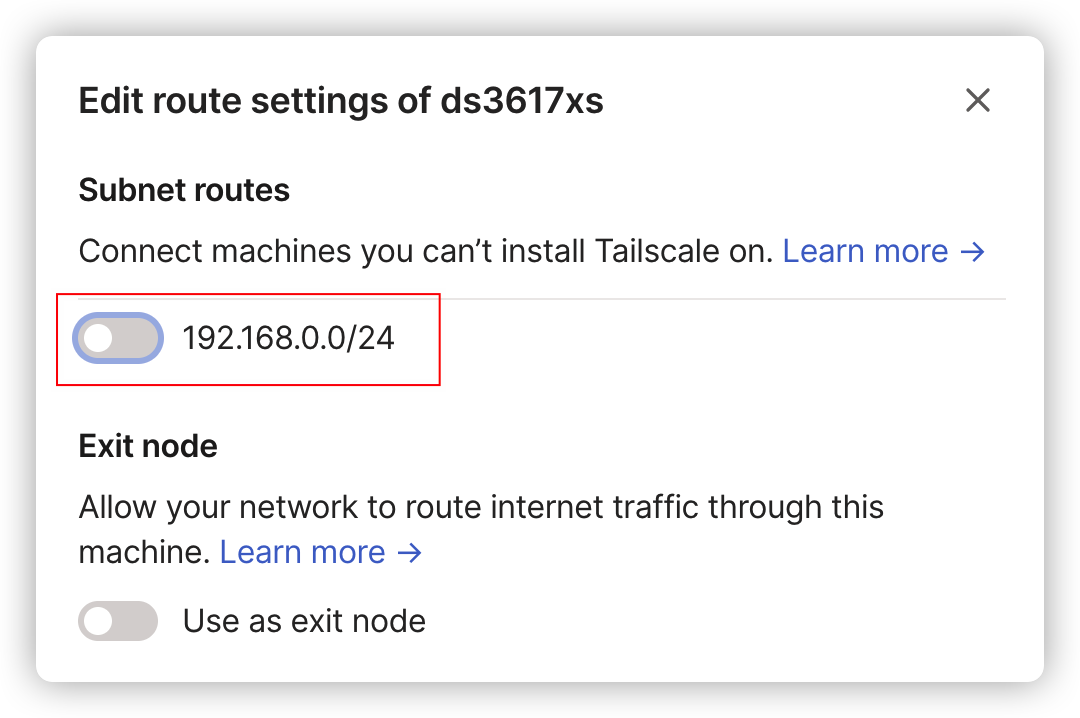 Edit route settings of ds3617xs
Subnet routes
Connect machines you can’t install Tailscale on. Learn more →
192.168.0.0/24
Exit node
Allow your network to route internet traffic through this
machine. Learn more →
Use as exit node